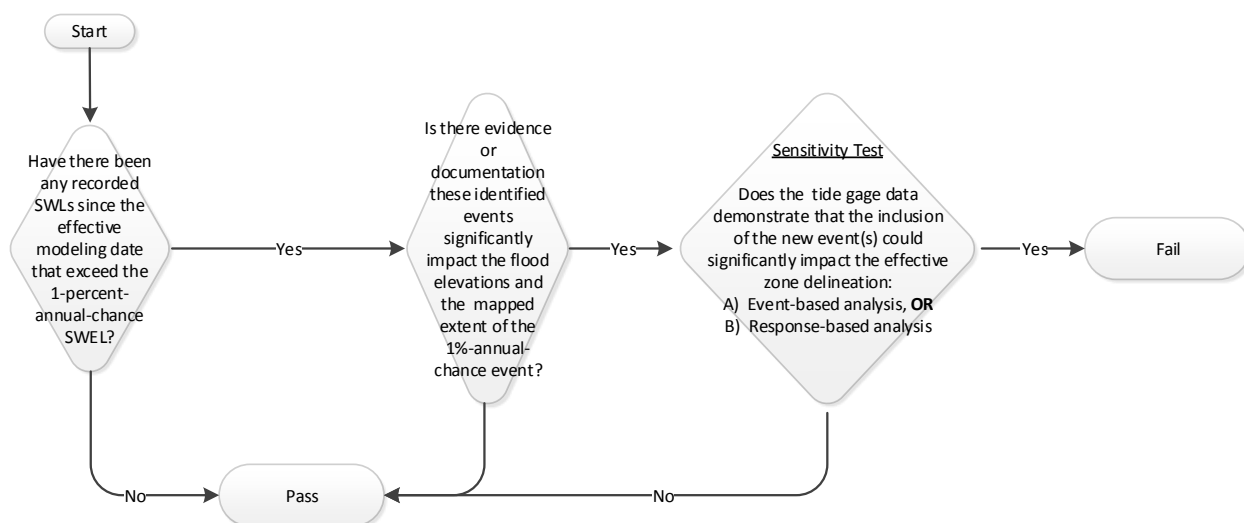 Start
Have there been
any recorded
SWLs since the
effective
modeling date
that exceed the
1-percent-
annual-chance
SWEL?
Yes
Is there evidence
or
documentation
these identified
events
significantly
impact the flood
elevations and
the mapped
extent of the
1%-annual-
chance event?
Yes
Sensitivity Test
Does the tide gage data
demonstrate that the inclusion
of the new event(s) could
significantly impact the effective
zone delineation:
A) Event-based analysis, OR
B) Response-based analysis
Yes
Fail
No
Pass
No